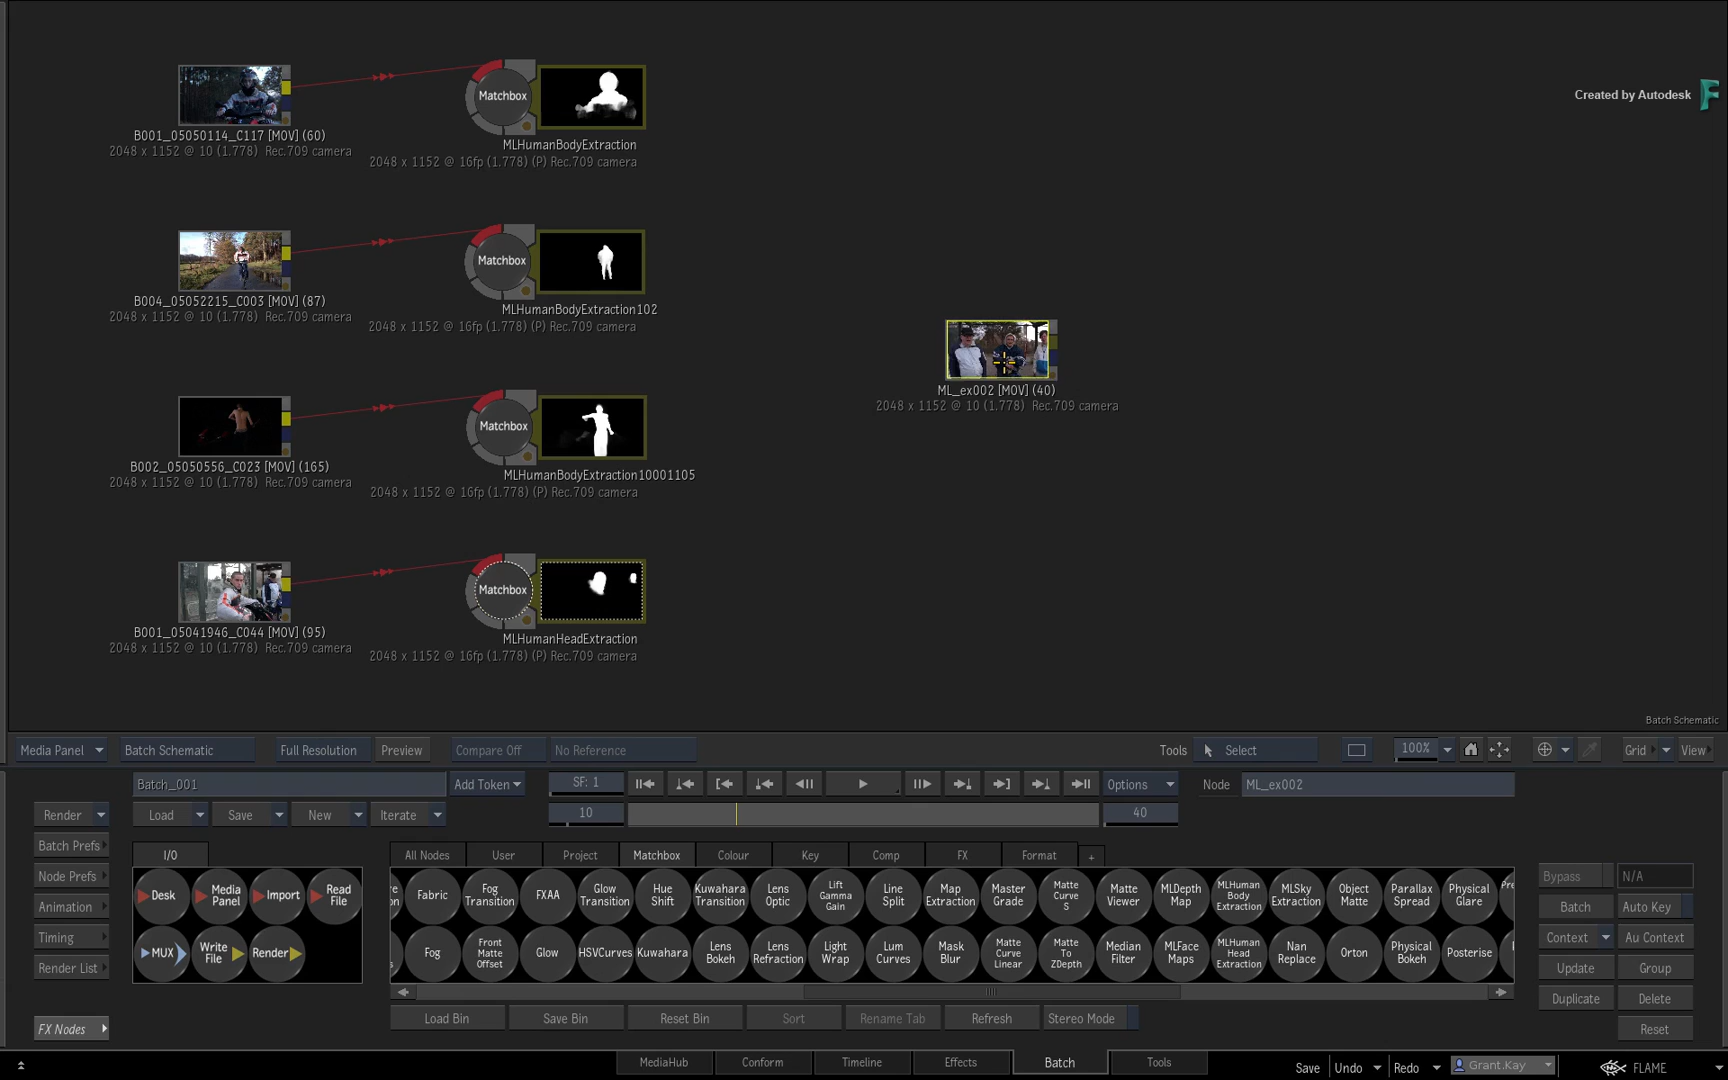 Created by Autodesk
Matchbox
B001_05050114_C117 [MOV] (60)
2048 x 1152 @ 10 (1.778) Rec.709 camera
MLHumanBodyExtraction
2048 x 1152 @ 16fp (1.778) (P) Rec.709 camera
Matchbox
B004_05052215_C003 [MOV] (87)
2048 x 1152 @ 10 (1.778) Rec.709 camera
MLHumanBodyExtraction102
2048 x 1152 @ 16fp (1.778) (P) Rec.709 camera
ML_ex002 [MOV] (40)
2048 x 1152 @ 10 (1.778) Rec.709 camera
Matchbox
B002_05050556_C023 [MOV] (165)
2048 x 1152 @ 10 (1.778) Rec.709 camera
MLHumanBodyExtraction10001105
2048 x 1152 @ 16fp (1.778) (P) Rec.709 camera
Matchbox
B001_05041946_C044 [MOV] (95)
2048 x 1152 @ 10 (1.778) Rec.709 camera
MLHumanHeadExtraction
2048 x 1152 @ 16fp (1.778) (P) Rec.709 camera
Batch Schematic
Media Panel Batch Schematic Full Resolution Preview Compare Off No Reference Tools Select 100% Grid View
Batch_001 Add Token SF: 1 Options Node ML_ex002
Render Load Save New Iterate 10 40
Batch Prefs
Node Prefs
Animation
Timing
Render List
FX Nodes
I/O
Desk
Media Panel
Import
Read File
MUX
Write File
Render
All Nodes User Project Matchbox Colour Key Comp FX Format +
Fabric
Fog Transition
FXAA
Glow Transition
Hue Shift
Kuwahara Transition
Lens Optic
Lift Gamma Gain
Line Split
Map Extraction
Master Grade
Matte Curve S
Matte Viewer
MLDepth Map
MLHuman Body Extraction
MLSky Extraction
Object Matte
Parallax Spread
Physical Glare
Fog
Front Matte Offset
Glow
HSVCurves
Kuwahara
Lens Bokeh
Lens Refraction
Light Wrap
Lum Curves
Mask Blur
Matte Curve Linear
Matte To ZDepth
Median Filter
MLFace Maps
MLHuman Head Extraction
Nan Replace
Orton
Physical Bokeh
Posterise
Load Bin Save Bin Reset Bin Sort Rename Tab Refresh Stereo Mode
Bypass N/A
Batch Auto Key
Context Au Context
Update Group
Duplicate Delete
Reset
MediaHub Conform Timeline Effects Batch Tools
Save Undo Redo Grant.Kay FLAME